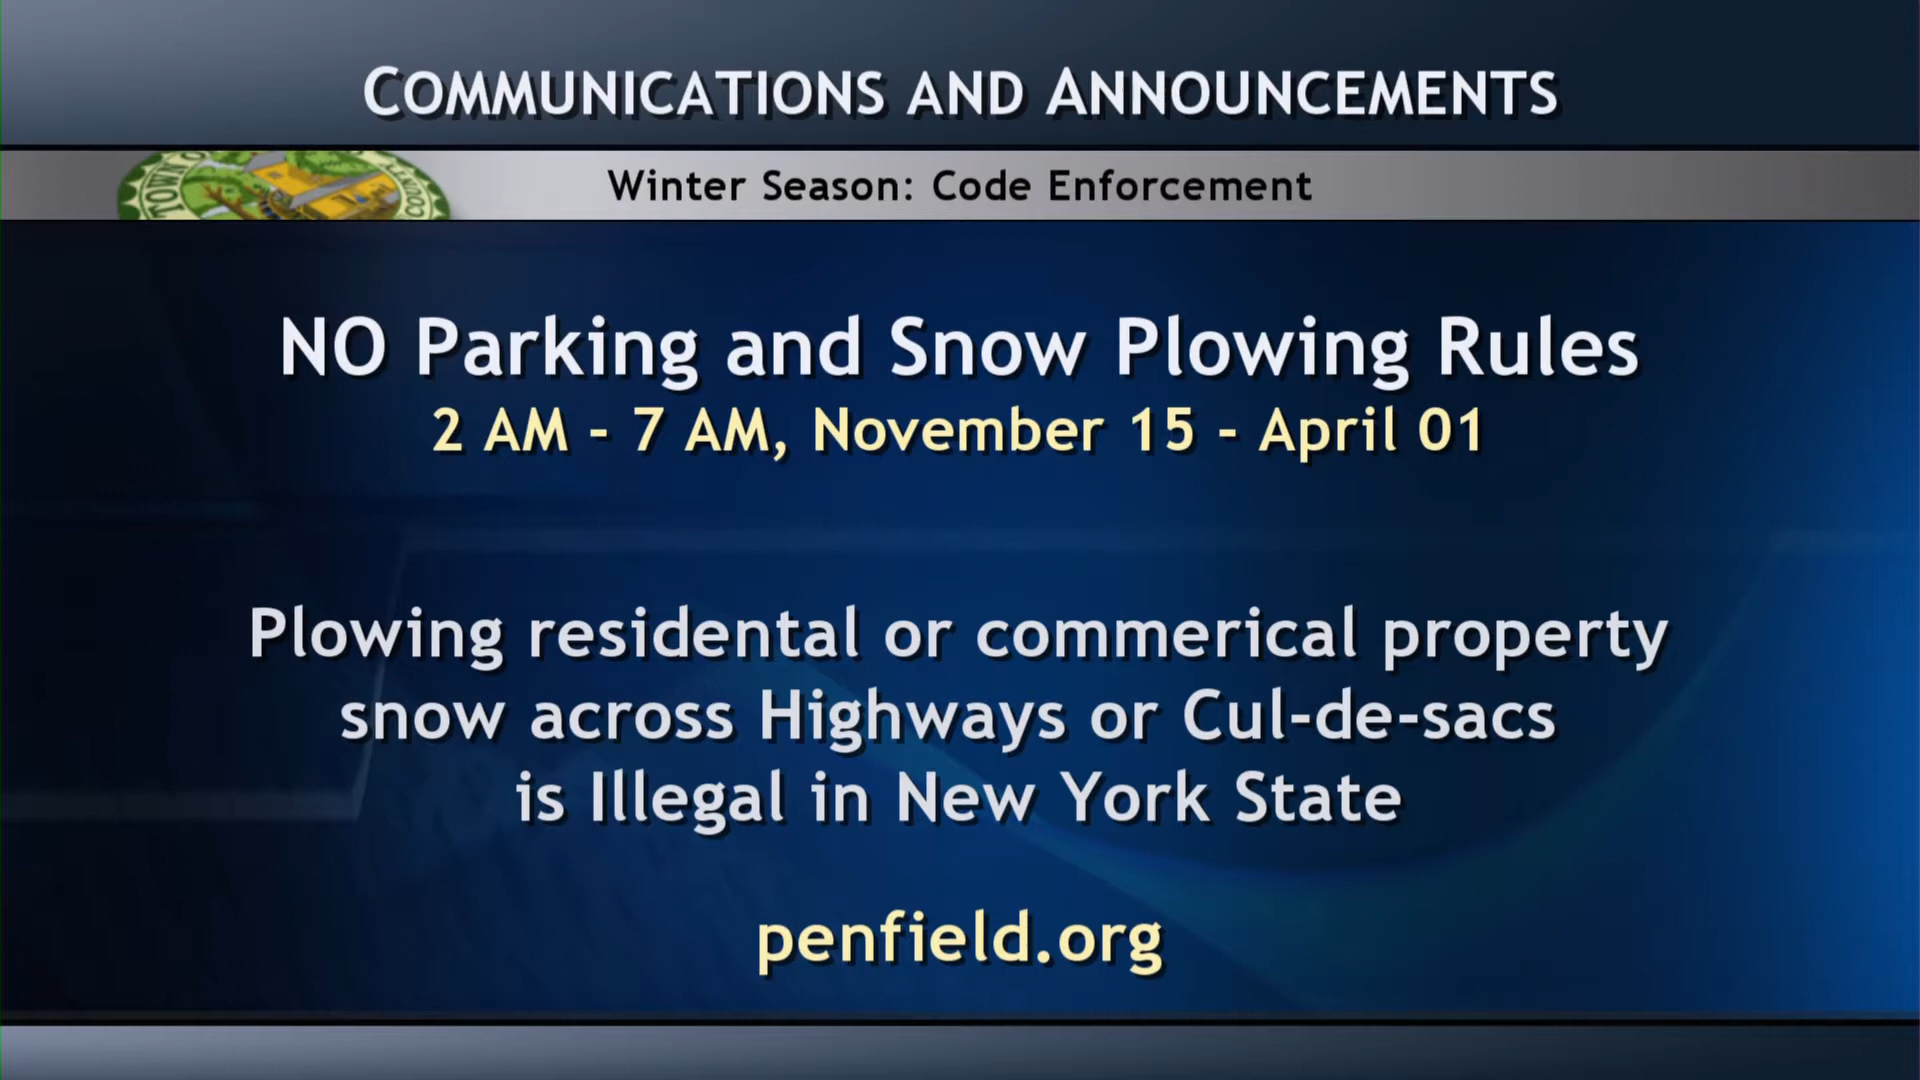 COMMUNICATIONS AND ANNOUNCEMENTS
TOWN O
Winter Season: Code Enforcement
NO Parking and Snow Plowing Rules
2 AM - 7 AM, November 15 - April 01
Plowing residental or commerical property
snow across Highways or Cul-de-sacs
is Illegal in New York State
penfield.org